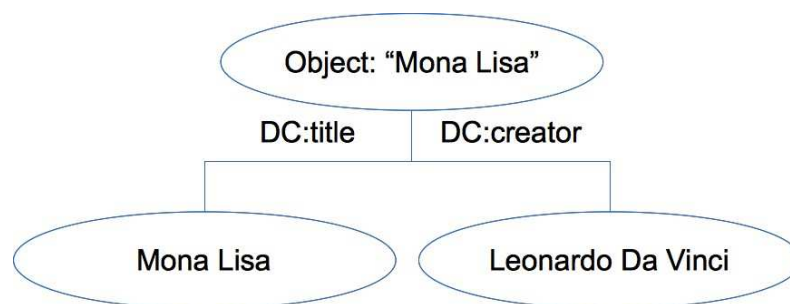 Object: “Mona Lisa”
DC:title DC:creator
Mona Lisa
Leonardo Da Vinci